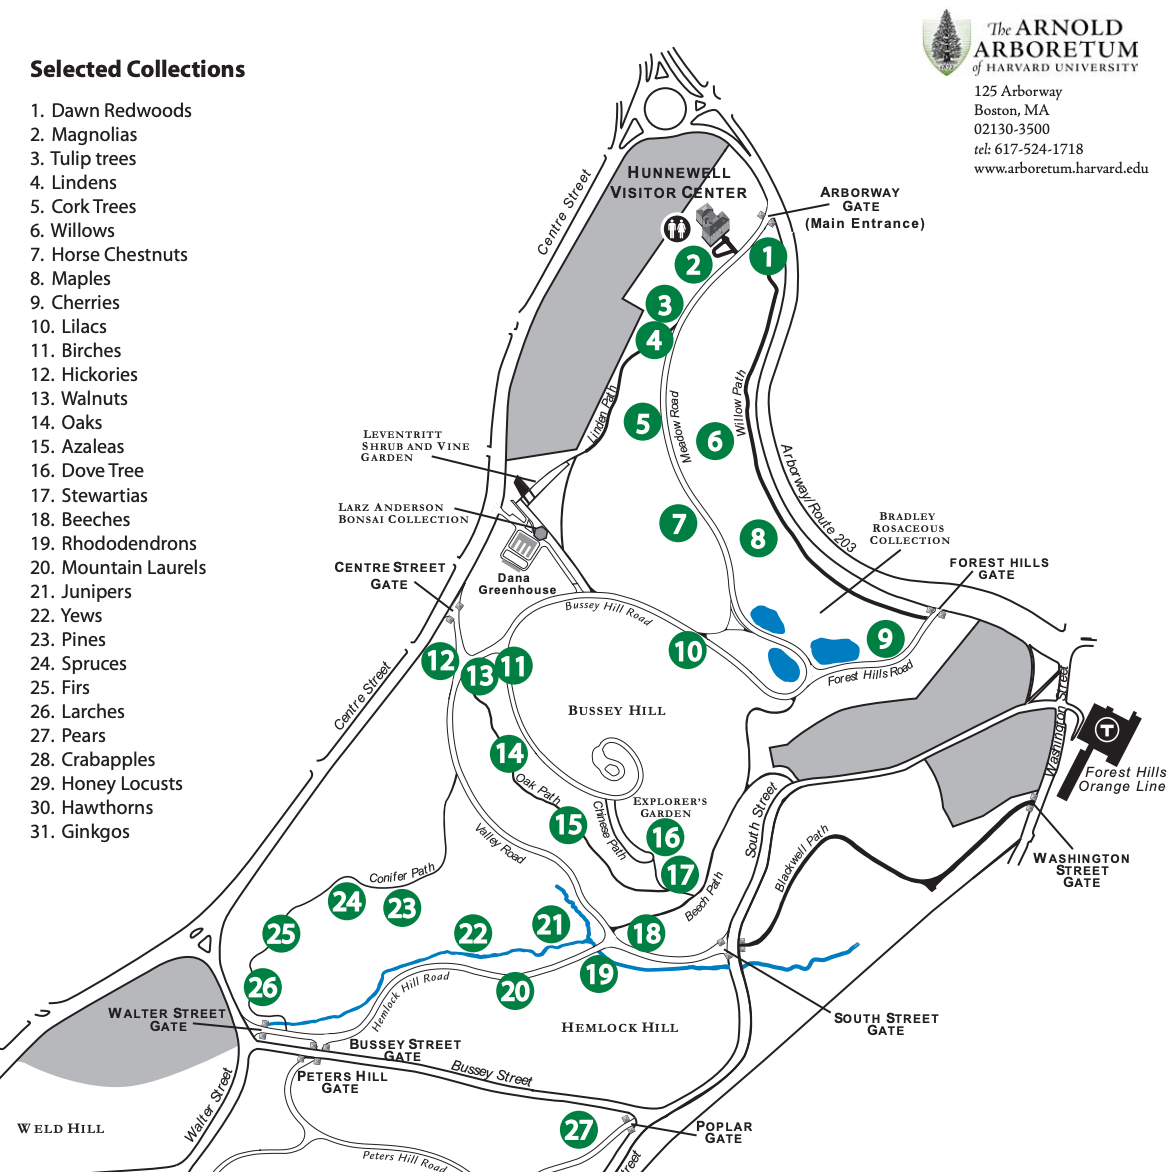 The ARNOLD
ARBORETUM
of HARVARD UNIVERSITY
1872
125 Arborway
Boston, MA
02130-3500
tel: 617-524-1718
www.arboretum.harvard.edu
Selected Collections
1. Dawn Redwoods
2. Magnolias
3. Tulip trees
4. Lindens
5. Cork Trees
6. Willows
7. Horse Chestnuts
8. Maples
9. Cherries
10. Lilacs
11. Birches
12. Hickories
13. Walnuts
14. Oaks
15. Azaleas
16. Dove Tree
17. Stewartias
18. Beeches
19. Rhododendrons
20. Mountain Laurels
21. Junipers
22. Yews
23. Pines
24. Spruces
25. Firs
26. Larches
27. Pears
28. Crabapples
29. Honey Locusts
30. Hawthorns
31. Ginkgos
HUNNEWELL
VISITOR CENTER
ARBORWAY
GATE
(Main Entrance)
Centre Street
1
2
3
4
Linden Path
5
Meadow Road
6
Willow Path
Arborway/Route 203
LEVENTRITT
SHRUB AND VINE
GARDEN
LARZ ANDERSON
BONSAI COLLECTION
7
8
BRADLEY
ROSACEOUS
COLLECTION
CENTRE STREET
GATE
Dana
Greenhouse
FOREST HILLS
GATE
Bussey Hill Road
9
10
Forest Hills Road
11
12
13
Centre Street
BUSSEY HILL
Washington Street
T
Forest Hills
Orange Line
14
Oak Path
15
Chinese Path
EXPLORER'S
GARDEN
16
17
South Street
Blackwell Path
WASHINGTON
STREET
GATE
Valley Road
Conifer Path
Beech Path
24
23
25
22
21
18
19
20
26
Hemlock Hill Road
HEMLOCK HILL
SOUTH STREET
GATE
WALTER STREET
GATE
BUSSEY STREET
GATE
PETERS HILL
GATE
Bussey Street
Walter Street
WELD HILL
27
POPLAR
GATE
Peters Hill Road
treet